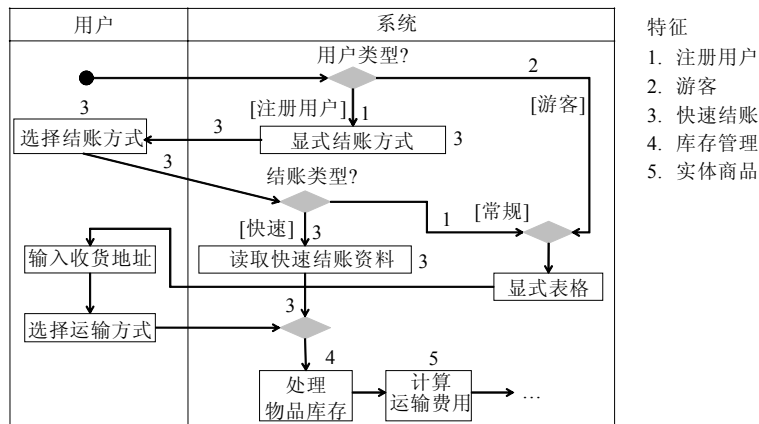 用户
系统
用户类型?
2
[注册用户]
1
[游客]
3
选择结账方式
3
显式结账方式
3
3
结账类型?
[快速]
3
1
[常规]
输入收货地址
读取快速结账资料
3
显式表格
3
选择运输方式
4
5
处理
物品库存
计算
运输费用
…
特征
1. 注册用户
2. 游客
3. 快速结账
4. 库存管理
5. 实体商品